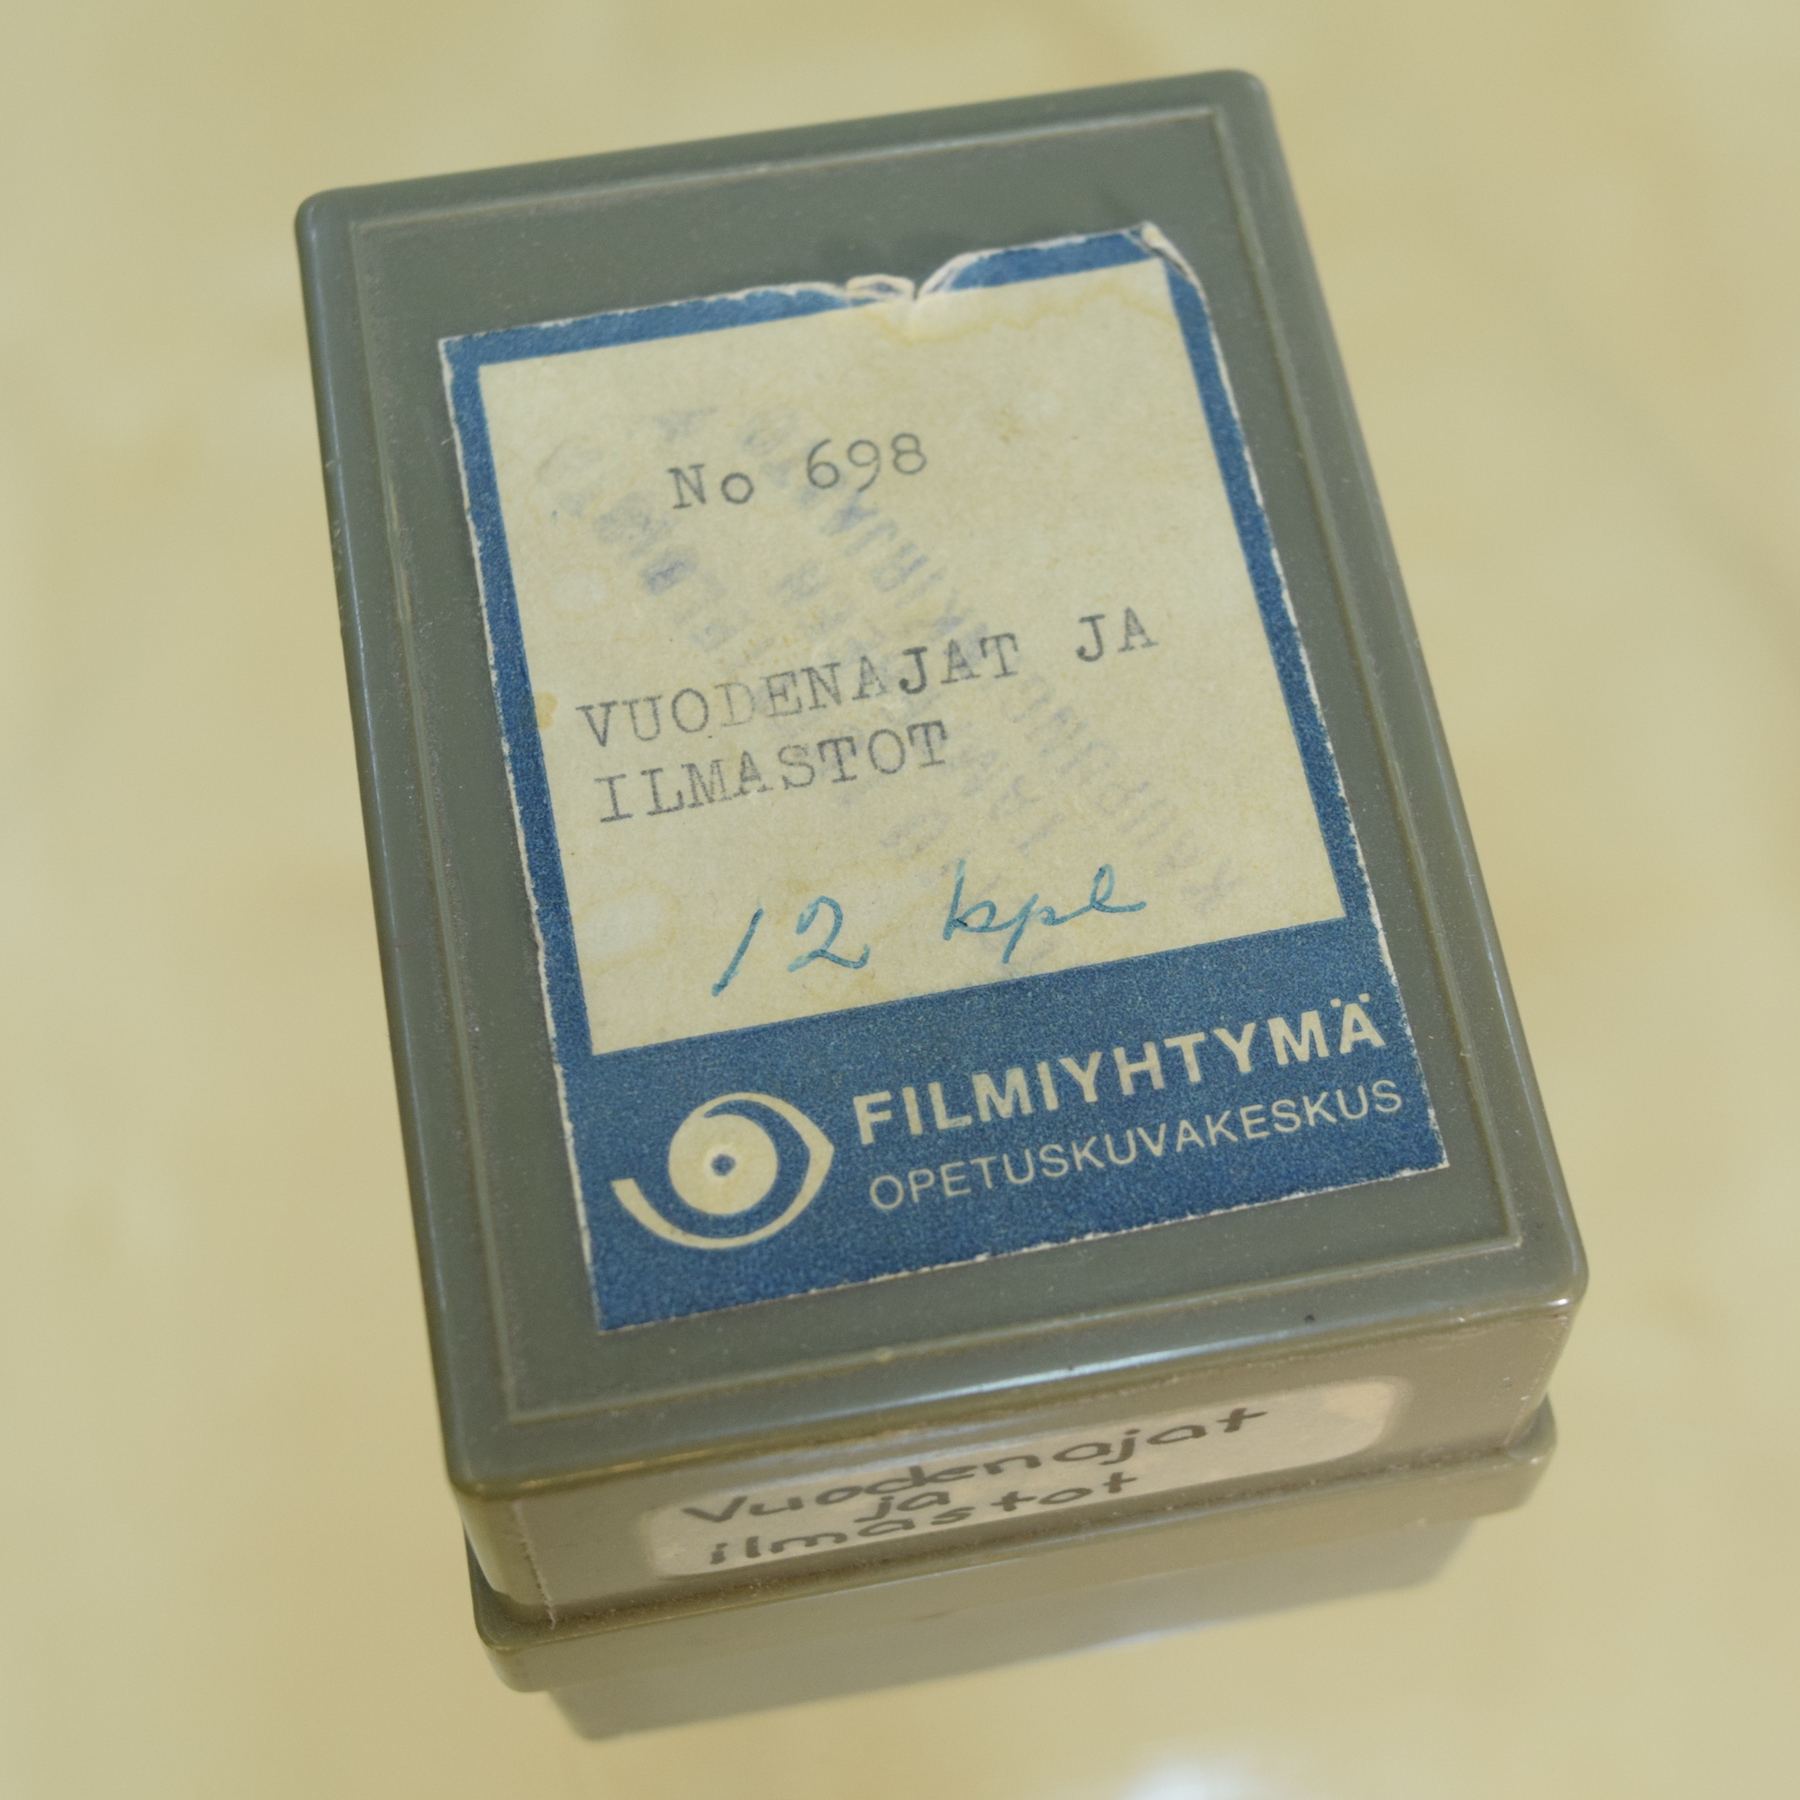 No 698
VUODENAJAT JA
ILMASTOT
12 kpl
FILMIYHTYMÄ
OPETUSKUVAKESKUS
Vuodenajat
ja
ilmastot